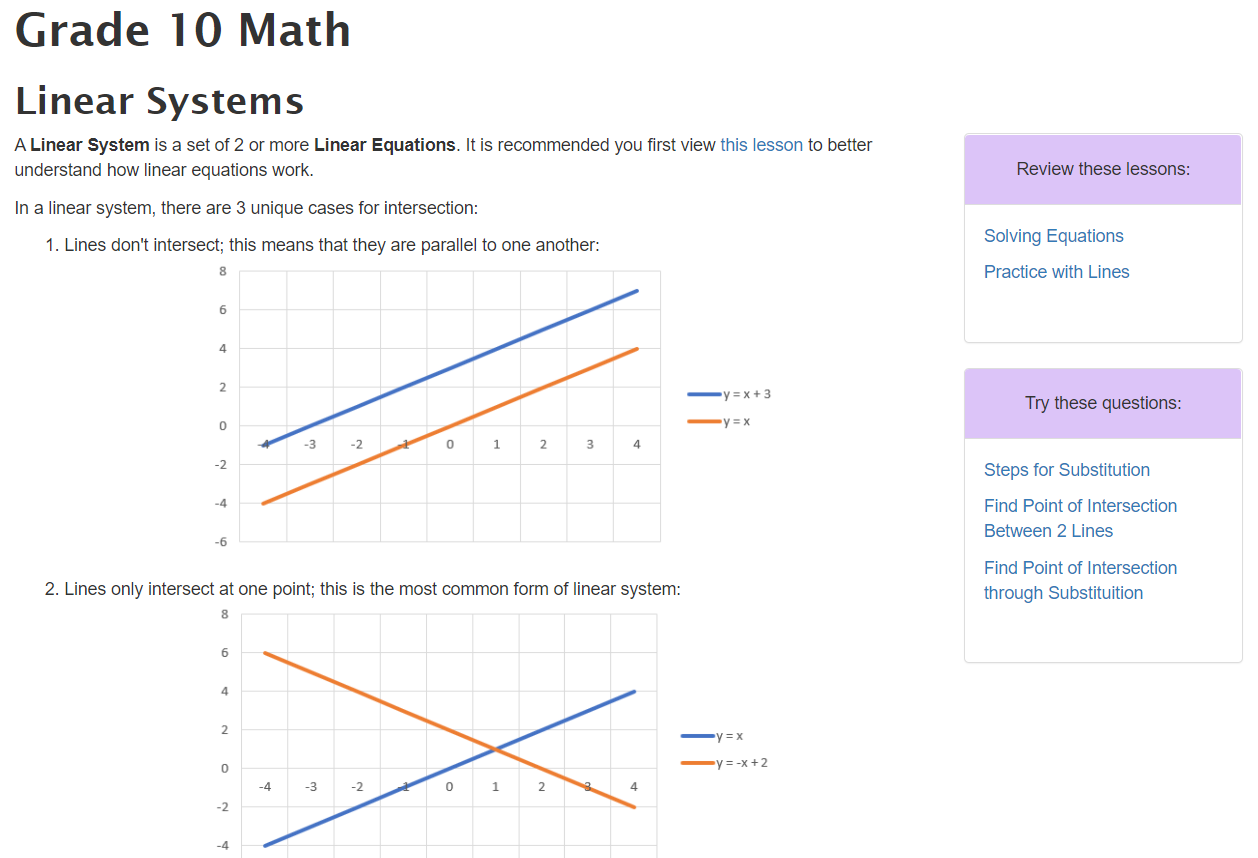 Grade 10 Math
Linear Systems
A Linear System is a set of 2 or more Linear Equations. It is recommended you first view this lesson to better
understand how linear equations work.
In a linear system, there are 3 unique cases for intersection:
1. Lines don't intersect; this means that they are parallel to one another:
8
6
4
2
0
-4 -3 -2 -1 0 1 2 3 4
-2
-4
-6
y = x + 3
y = x
2. Lines only intersect at one point; this is the most common form of linear system:
8
6
4
2
0
-4 -3 -2 -1 0 1 2 3 4
-2
-4
y = x
y = -x + 2
Review these lessons:
Solving Equations
Practice with Lines
Try these questions:
Steps for Substitution
Find Point of Intersection
Between 2 Lines
Find Point of Intersection
through Substituition